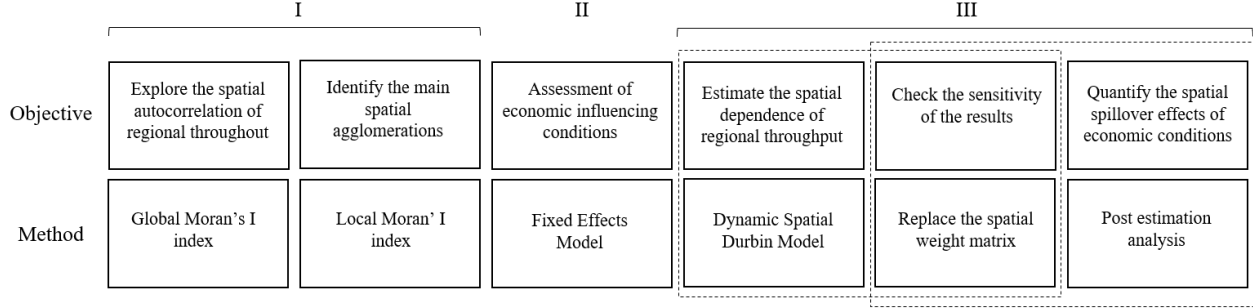 I
II
III
Objective
Explore the spatial
autocorrelation of
regional throughout
Identify the main
spatial
agglomerations
Assessment of
economic influencing
conditions
Estimate the spatial
dependence of
regional throughput
Check the sensitivity
of the results
Quantify the spatial
spillover effects of
economic conditions
Method
Global Moran's I
index
Local Moran' I
index
Fixed Effects
Model
Dynamic Spatial
Durbin Model
Replace the spatial
weight matrix
Post estimation
analysis